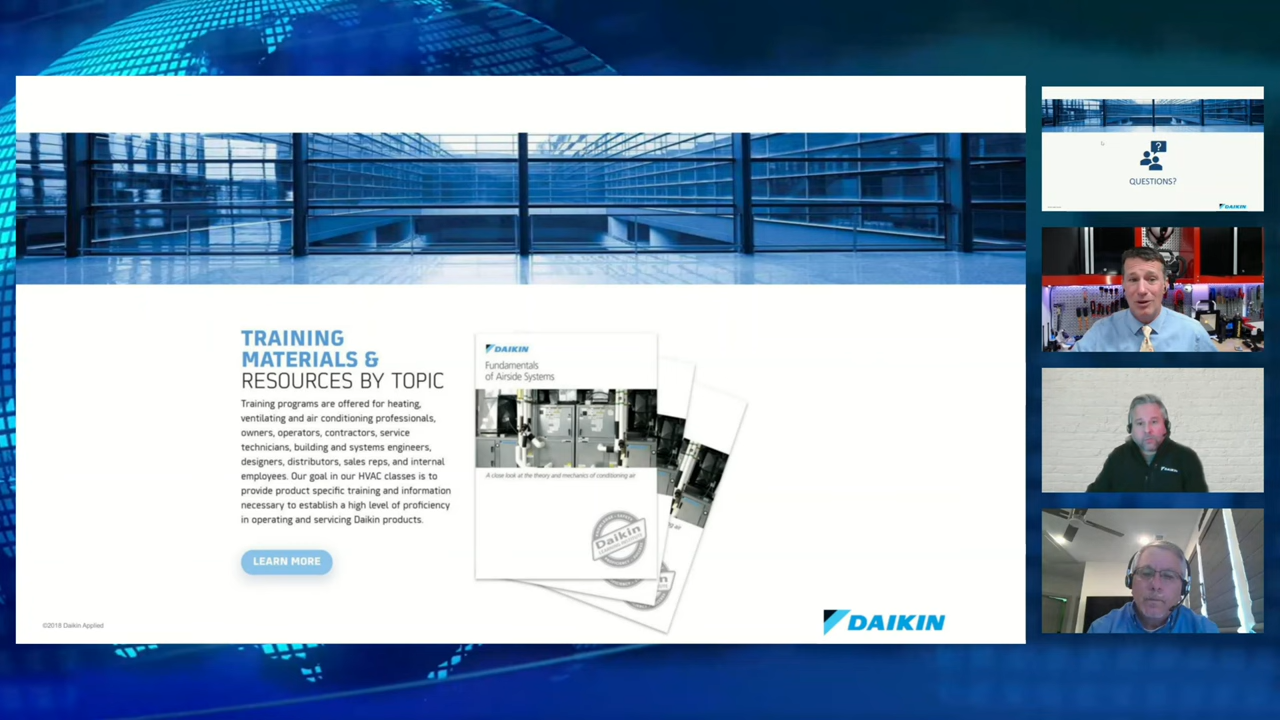 TRAINING
MATERIALS &
RESOURCES BY TOPIC
Training programs are offered for heating,
ventilating and air conditioning professionals,
owners, operators, contractors, service
technicians, building and systems engineers,
designers, distributors, sales reps, and internal
employees. Our goal in our HVAC classes is to
provide product specific training and information
necessary to establish a high level of proficiency
in operating and servicing Daikin products.
LEARN MORE
DAIKIN
Fundamentals
of Airside Systems
A close look at the theory and mechanics of conditioning air
Daikin
©2018 Daikin Applied
DAIKIN
?
QUESTIONS?
DAIKIN